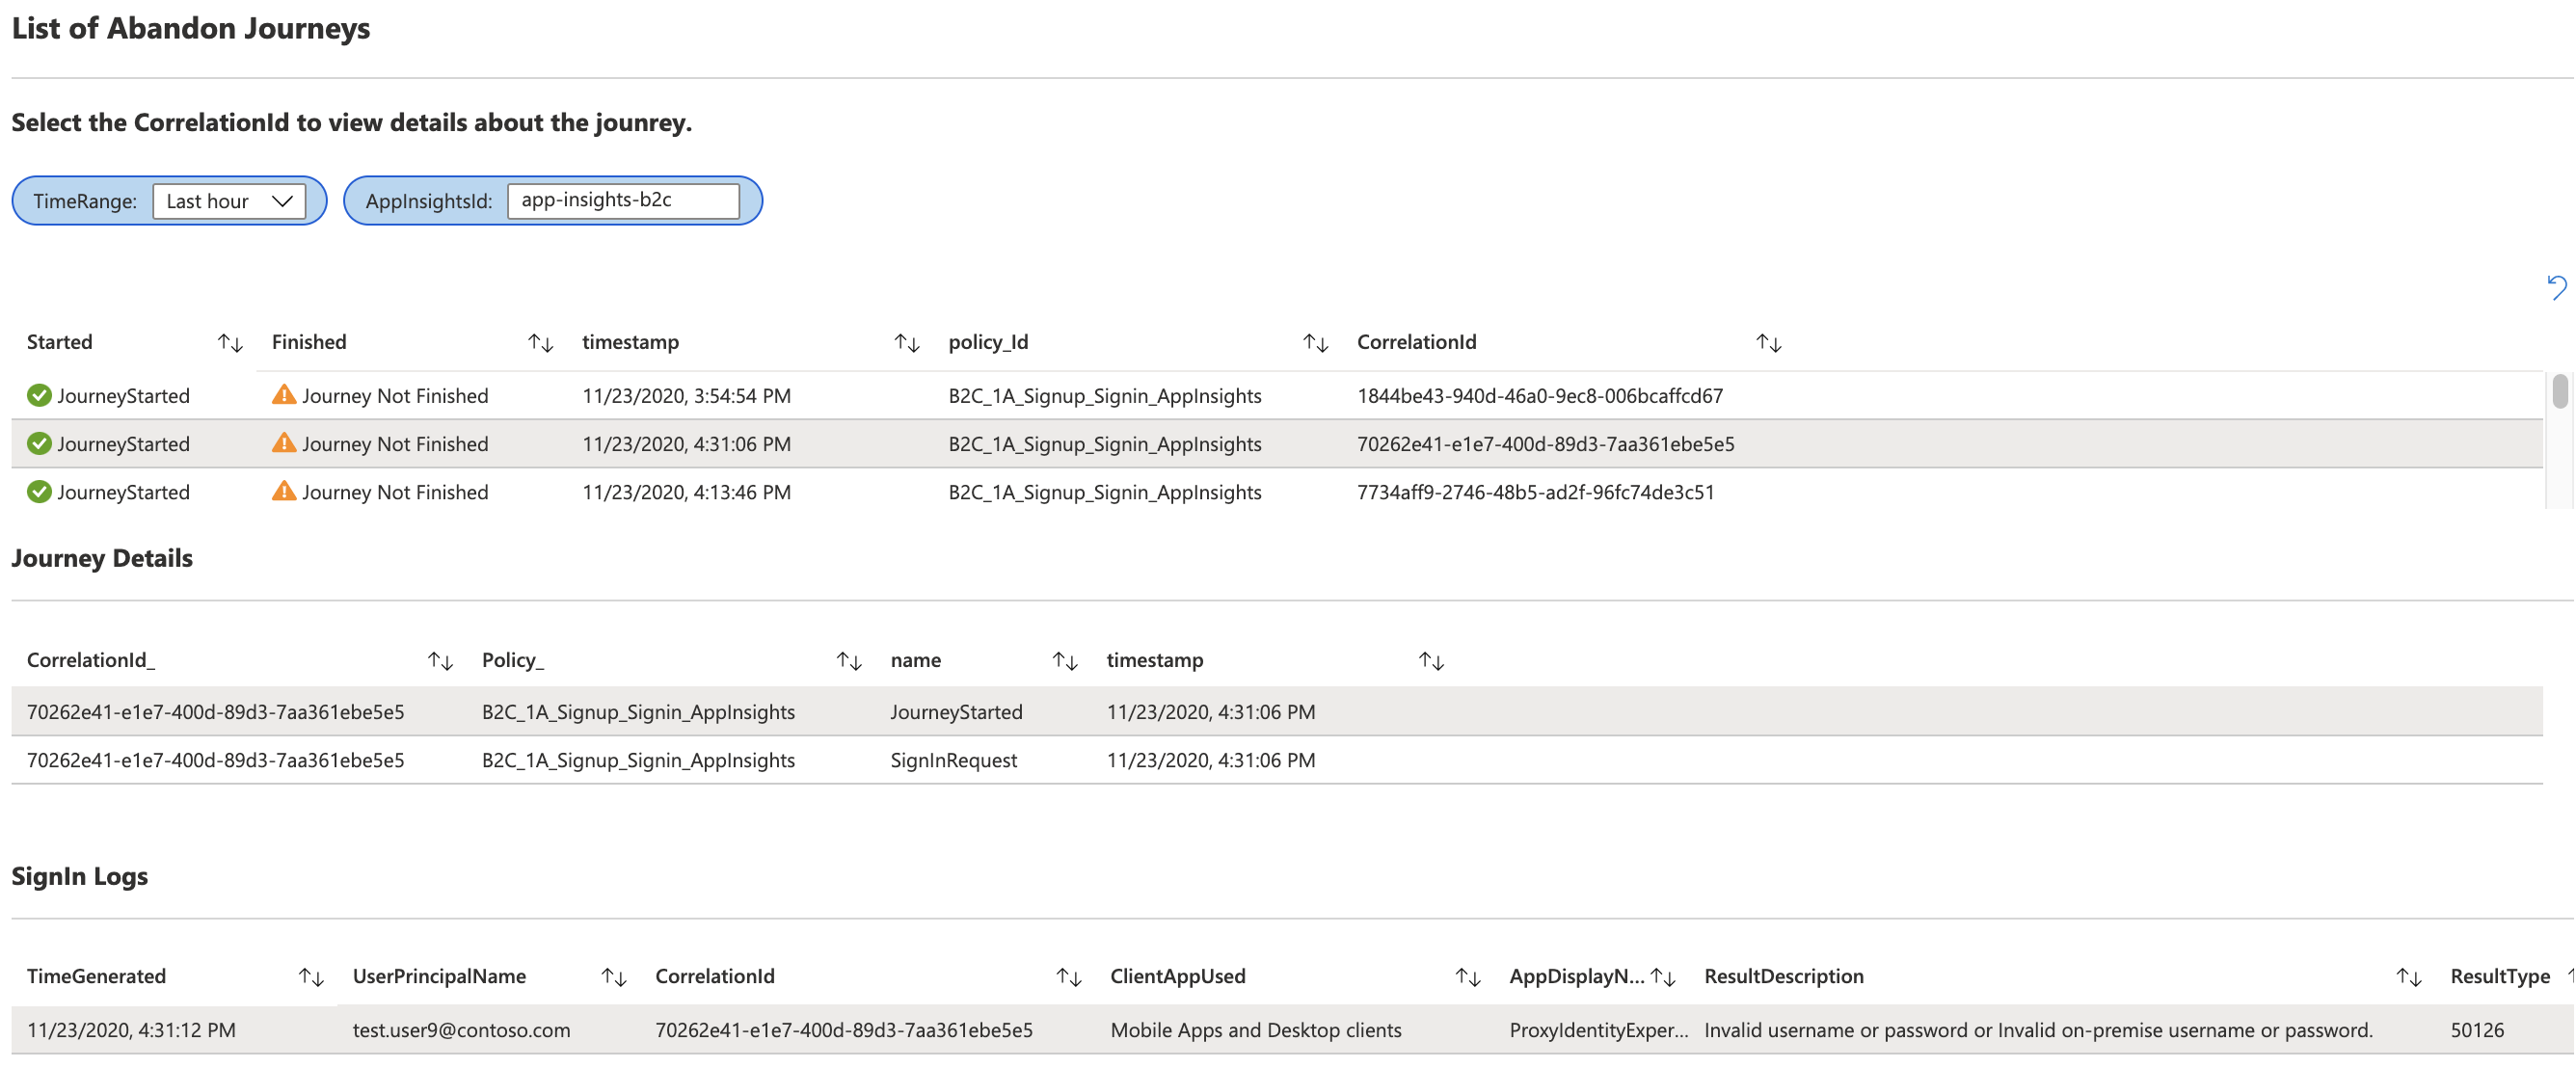 List of Abandon Journeys
Select the CorrelationId to view details about the jounrey.
TimeRange: Last hour AppInsightsId: app-insights-b2c
Started Finished timestamp policy_Id CorrelationId
JourneyStarted Journey Not Finished 11/23/2020, 3:54:54 PM B2C_1A_Signup_Signin_AppInsights 1844be43-940d-46a0-9ec8-006bcaffcd67
JourneyStarted Journey Not Finished 11/23/2020, 4:31:06 PM B2C_1A_Signup_Signin_AppInsights 70262e41-e1e7-400d-89d3-7aa361ebe5e5
JourneyStarted Journey Not Finished 11/23/2020, 4:13:46 PM B2C_1A_Signup_Signin_AppInsights 7734aff9-2746-48b5-ad2f-96fc74de3c51
Journey Details
CorrelationId_ Policy_ name timestamp
70262e41-e1e7-400d-89d3-7aa361ebe5e5 B2C_1A_Signup_Signin_AppInsights JourneyStarted 11/23/2020, 4:31:06 PM
70262e41-e1e7-400d-89d3-7aa361ebe5e5 B2C_1A_Signup_Signin_AppInsights SignInRequest 11/23/2020, 4:31:06 PM
SignIn Logs
TimeGenerated UserPrincipalName CorrelationId ClientAppUsed AppDisplayN... ResultDescription ResultType
11/23/2020, 4:31:12 PM test.user9@contoso.com 70262e41-e1e7-400d-89d3-7aa361ebe5e5 Mobile Apps and Desktop clients ProxyIdentityExper... Invalid username or password or Invalid on-premise username or password. 50126